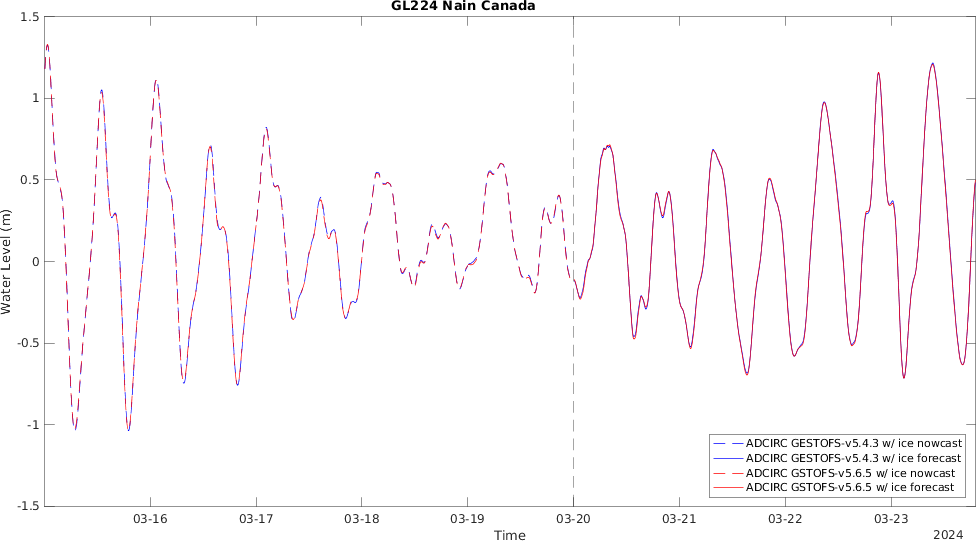 GL224 Nain Canada
1.5
1
0.5
0
-0.5
-1
-1.5
Water Level (m)
03-16
03-17
03-18
03-19
03-20
03-21
03-22
03-23
Time
2024
ADCIRC GESTOFS-v5.4.3 w/ ice nowcast
ADCIRC GESTOFS-v5.4.3 w/ ice forecast
ADCIRC GSTOFS-v5.6.5 w/ ice nowcast
ADCIRC GSTOFS-v5.6.5 w/ ice forecast